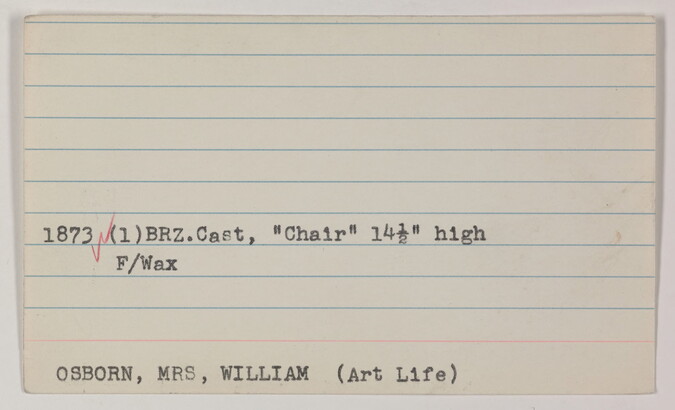 1873 (1)BRZ.Cast, "Chair" 14½" high
F/Wax
OSBORN, MRS, WILLIAM (Art Life)